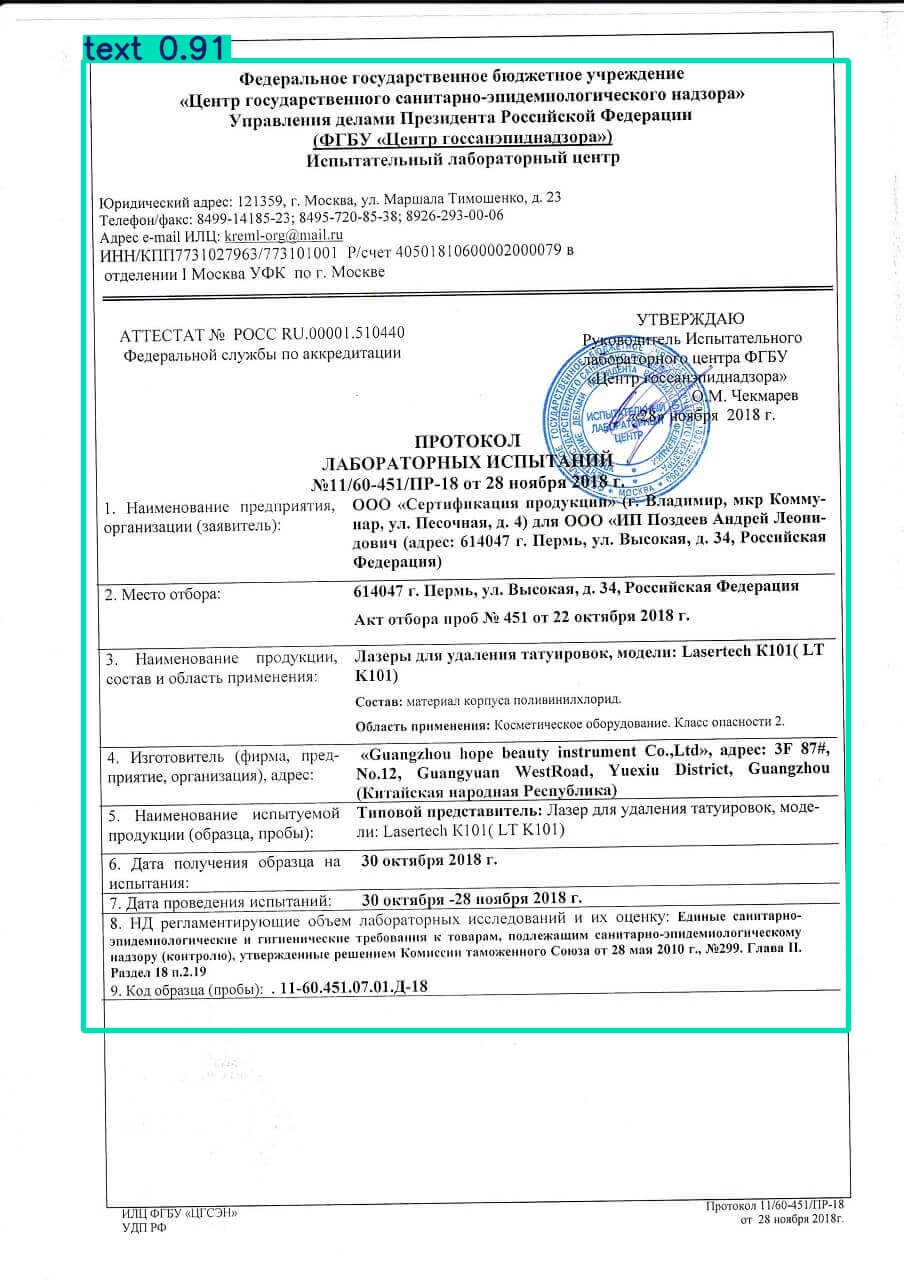 text 0.91
Федеральное государственное бюджетное учреждение
«Центр государственного санитарно-эпидемиологического надзора»
Управления делами Президента Российской Федерации
(ФГБУ «Центр госсанэпиднадзора»)
Испытательный лабораторный центр
Юридический адрес: 121359, г. Москва, ул. Маршала Тимошенко, д. 23
Телефон/факс: 8499-14185-23; 8495-720-85-38; 8926-293-00-06
Адрес e-mail ИЛЦ: kreml-org@mail.ru
ИНН/КПП7731027963/773101001 Р/счет 40501810600002000079 в
отделении 1 Москва УФК по г. Москве
АТТЕСТАТ № РОСС RU.00001.510440
Федеральной службы по аккредитации
УТВЕРЖДАЮ
Руководитель Испытательного
лабораторного центра ФГБУ
«Центр госсанэпиднадзора»
О.М. Чекмарев
«28» ноября 2018 г.
ИСПЫТАТЕЛЬНЫЙ
ЛАБОРАТОРНЫЙ
ЦЕНТР
МОСКВА
ПРОТОКОЛ
ЛАБОРАТОРНЫХ ИСПЫТАНИЙ
№11/60-451/ПР-18 от 28 ноября 2018 г.
1. Наименование предприятия, организации (заявитель):
ООО «Сертификация продукции» (г. Владимир, мкр Комму-
нар, ул. Песочная, д. 4) для ООО «ИП Поздеев Андрей Леони-
дович (адрес: 614047 г. Пермь, ул. Высокая, д. 34, Российская
Федерация)
2. Место отбора:
614047 г. Пермь, ул. Высокая, д. 34, Российская Федерация
Акт отбора проб № 451 от 22 октября 2018 г.
3. Наименование продукции,
состав и область применения:
Лазеры для удаления татуировок, модели: Lasertech K101( LT
K101)
Состав: материал корпуса поливинилхлорид.
Область применения: Косметическое оборудование. Класс опасности 2.
4. Изготовитель (фирма, пред-
приятие, организация), адрес:
«Guangzhou hope beauty instrument Co.,Ltd», адрес: 3F 87#,
No.12, Guangyuan WestRoad, Yuexiu District, Guangzhou
(Китайская народная Республика)
5. Наименование испытуемой
продукции (образца, пробы):
Типовой представитель: Лазер для удаления татуировок, моде-
ли: Lasertech K101( LT K101)
6. Дата получения образца на
испытания:
30 октября 2018 г.
7. Дата проведения испытаний:
30 октября -28 ноября 2018 г.
8. НД регламентирующие объем лабораторных исследований и их оценку: Единые санитарно-
эпидемиологические и гигиенические требования к товарам, подлежащим санитарно-эпидемиологическому
надзору (контролю), утвержденные решением Комиссии таможенного Союза от 28 мая 2010 г., №299. Глава II.
Раздел 18 п.2.19
9. Код образца (пробы): . 11-60.451.07.01.Д-18
ИЛЦ ФГБУ «ЦГСЭН»
УДП РФ
Протокол 11/60-451/ПР-18
от 28 ноября 2018г.